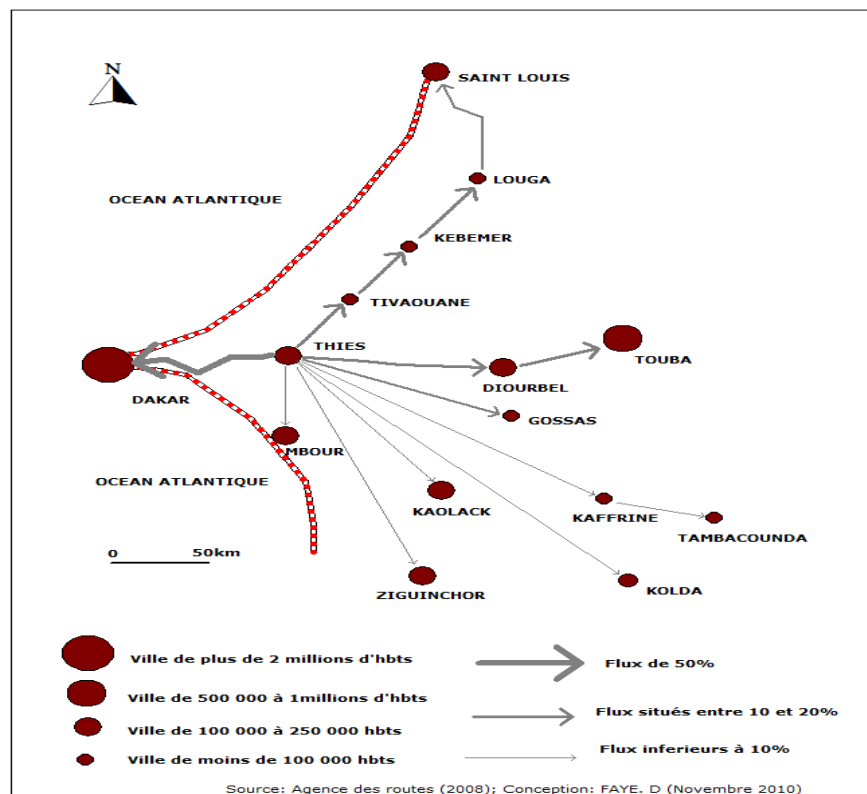 N
SAINT LOUIS
LOUGA
OCEAN ATLANTIQUE
KEBEMER
TIVAOUANE
THIES
TOUBA
DIOURBEL
DAKAR
GOSSAS
MBOUR
OCEAN ATLANTIQUE
KAOLACK
KAFFRINE
TAMBACOUNDA
0 50km
ZIGUINCHOR
KOLDA
Ville de plus de 2 millions d'hbts
Flux de 50%
Ville de 500 000 à 1millions d'hbts
Flux situés entre 10 et 20%
Ville de 100 000 à 250 000 hbts
Flux inferieurs à 10%
Ville de moins de 100 000 hbts
Source: Agence des routes (2008); Conception: FAYE. D (Novembre 2010)